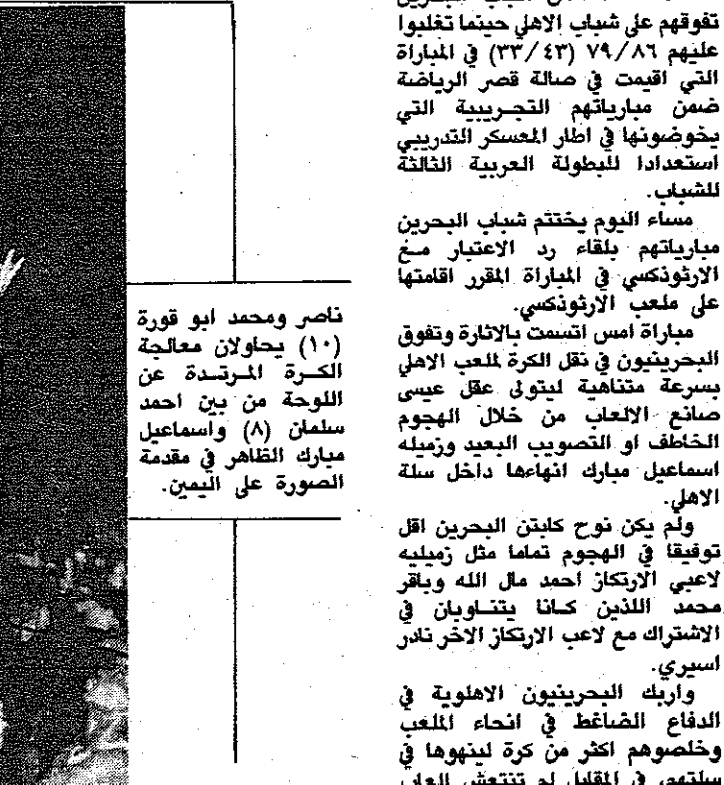 تفوقهم على شباب الاهلي حينما تغلبوا
عليهم ٧٩/٨٦ (٣٣/٤٣) في المباراة
التي اقيمت في صالة قصر الرياضة
ضمن مبارياتهم التجريبية التي
يخوضونها في اطار المعسكر التدريبي
استعدادا للبطولة العربية الثالثة
للشباب.
مساء اليوم يختتم شباب البحرين
مبارياتهم بلقاء رد الاعتبار مع
الارثوذكسي في المباراة المقرر اقامتها
على ملعب الارثوذكسي.
مباراة امس اتسمت بالاثارة وتفوق
البحرينيون في نقل الكرة لملعب الاهلي
بسرعة متناهية ليتولى عقل عيسى
صانع الالعاب من خلال الهجوم
الخاطف او التصويب البعيد وزميله
اسماعيل مبارك انهاءها داخل سلة
الاهلي.
ولم يكن نوح كابتن البحرين اقل
توفيقا في الهجوم تماما مثل زميليه
لاعبي الارتكاز احمد مال الله وباقر
محمد اللذين كانا يتناوبان في
الاشتراك مع لاعب الارتكاز الاخر نادر
اسيري.
واربك البحرينيون الاهلوية في
الدفاع الضاغط في انحاء الملعب
وخلصوهم اكثر من كرة لينهوها في
سلتهم، في المقابل لم تنتعش العاب
ناصر ومحمد ابو قورة
(١٠) يحاولان معالجة
الكرة المرتدة عن
اللوحة من بين احمد
سلمان (٨) واسماعيل
مبارك الظاهر في مقدمة
الصورة على اليمين.